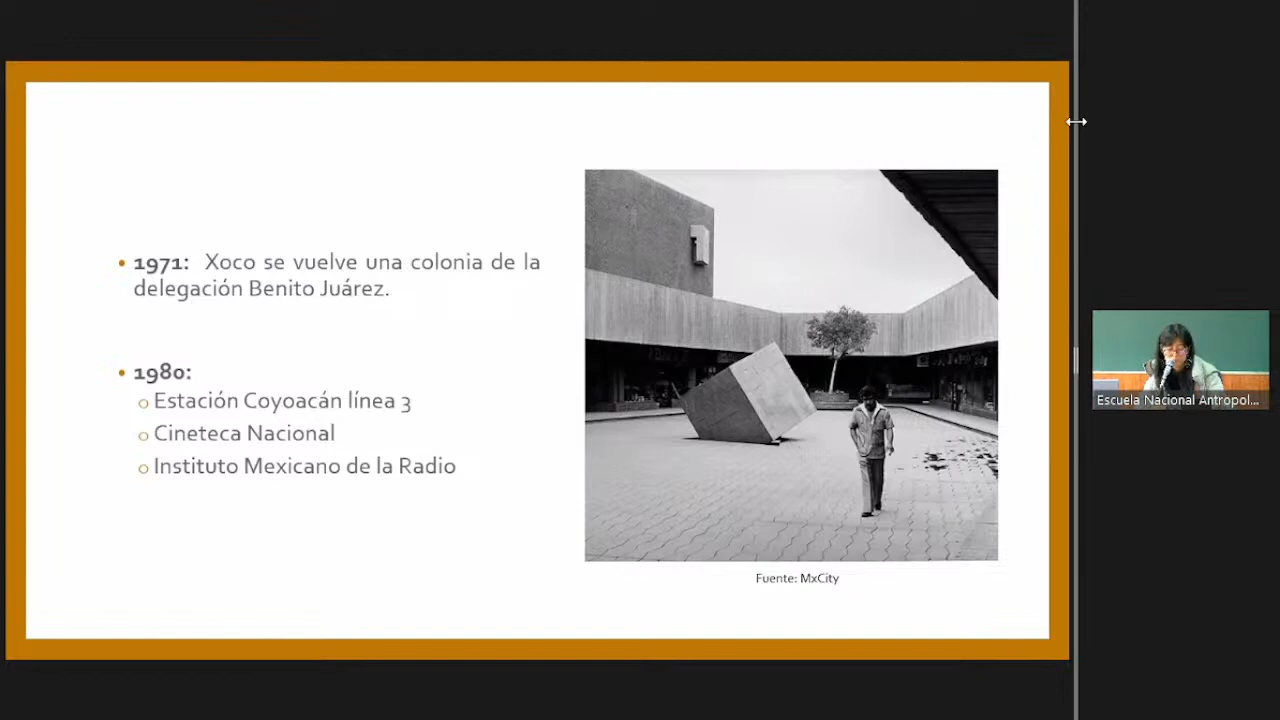 • 1971: Xoco se vuelve una colonia de la
delegación Benito Juárez.
• 1980:
o Estación Coyoacán línea 3
o Cineteca Nacional
o Instituto Mexicano de la Radio
Fuente: MxCity
Escuela Nacional Antropol...